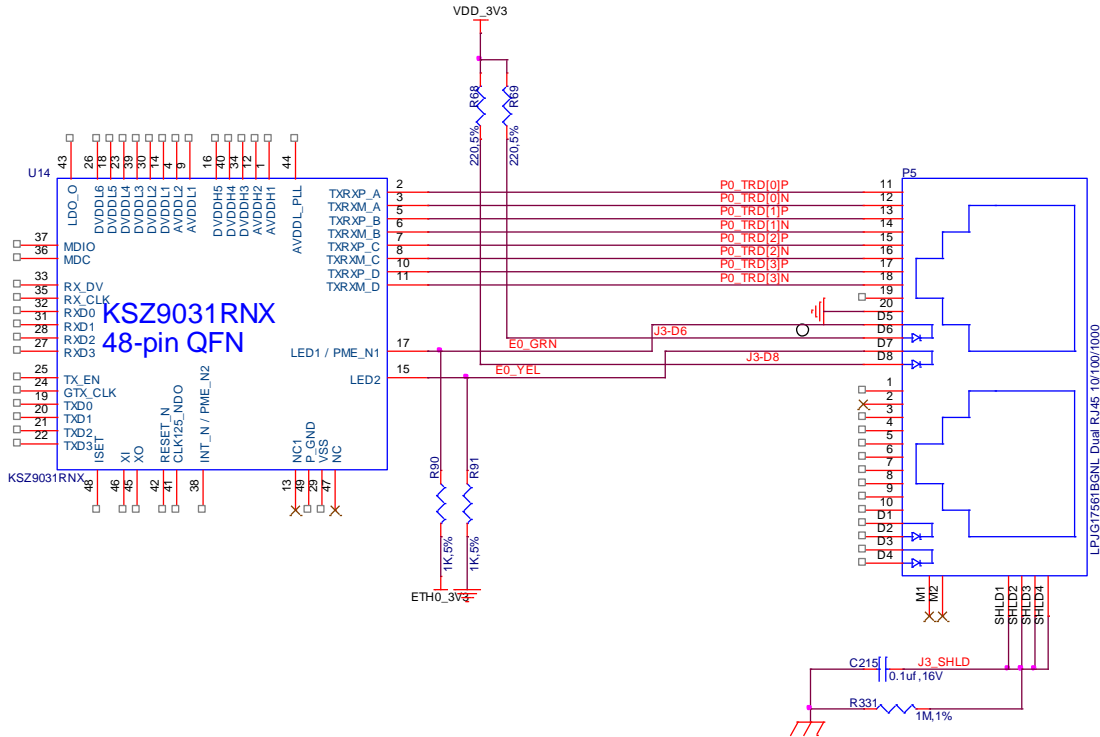 VDD_3V3
R68
R69
220,5%
220,5%
U14
43
26
18
23
39
30
14
4
9
16
40
34
12
1
44
LDO_O
DVDDL6
DVDDL5
DVDDL4
DVDDL3
DVDDL2
DVDDL1
AVDDL2
AVDDL1
DVDDH5
DVDDH4
DVDDH3
AVDDH2
AVDDH1
AVDDL_PLL
37 MDIO
36 MDC
33 RX_DV
35 RX_CLK
32 RXD0
31 RXD1
28 RXD2
27 RXD3
25 TX_EN
24 GTX_CLK
19 TXD0
20 TXD1
21 TXD2
22 TXD3
KSZ9031RNX
48-pin QFN
TXRXP_A 2
TXRXM_A 3
TXRXP_B 5
TXRXM_B 6
TXRXP_C 7
TXRXM_C 8
TXRXP_D 10
TXRXM_D 11
LED1 / PME_N1 17
LED2 15
ISET
XI
XO
RESET_N
CLK125_NDO
INT_N / PME_N2
NC1
P_GND
VSS
NC
48
46
45
42
41
38
13
49
29
47
KSZ9031RNX
P0_TRD[0]P
P0_TRD[0]N
P0_TRD[1]P
P0_TRD[1]N
P0_TRD[2]P
P0_TRD[2]N
P0_TRD[3]P
P0_TRD[3]N
J3-D6
E0_GRN
J3-D8
E0_YEL
R90
R91
1K,5%
1K,5%
ETH0_3V3
P5
11
12
13
14
15
16
17
18
19
20
D5
D6
D7
D8
1
2
3
4
5
6
7
8
9
10
D1
D2
D3
D4
LPJG17561BGNL Dual RJ45 10/100/1000
M1
M2
SHLD1
SHLD2
SHLD3
SHLD4
C215
J3_SHLD
0.1uf,16V
R331
1M,1%